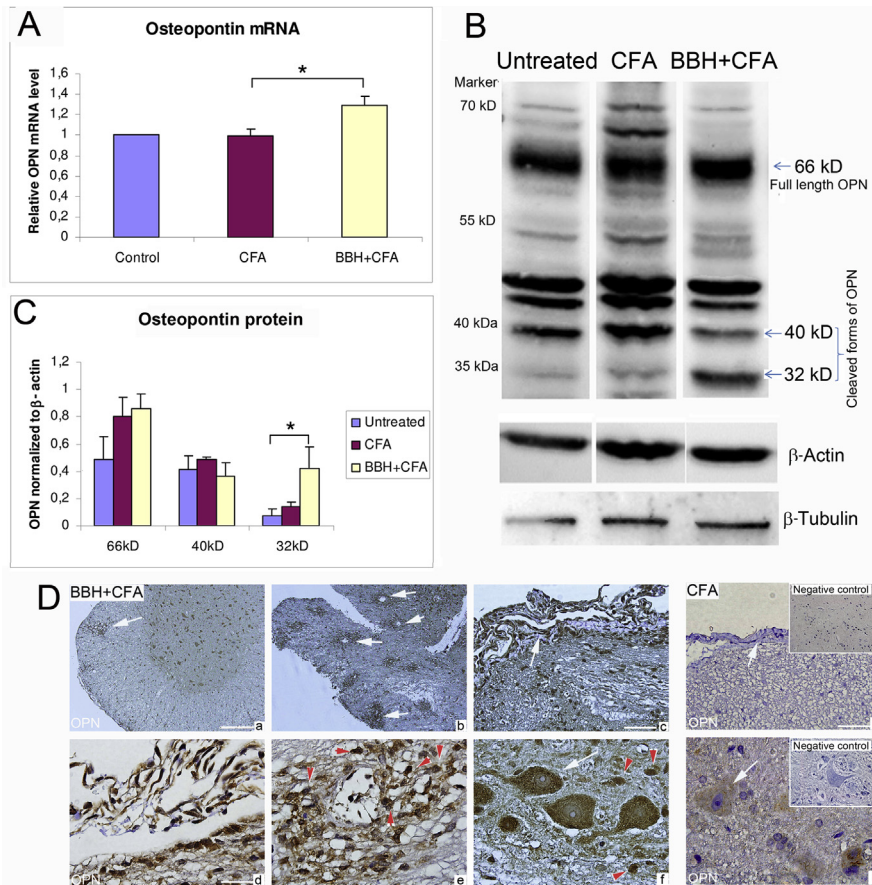 A
Osteopontin mRNA
Relative OPN mRNA level
1,6
1,4
1,2
1
0,8
0,6
0,4
0,2
0
*
Control
CFA
BBH+CFA
B
Untreated CFA BBH+CFA
Marker
70 kD
55 kD
40 kDa
35 kDa
66 kD
Full length OPN
40 kD
32 kD
Cleaved forms of OPN
β-Actin
β-Tubulin
C
Osteopontin protein
OPN normalized to β- actin
1,2
1
0,8
0,6
0,4
0,2
0
*
66kD
40kD
32kD
Untreated
CFA
BBH+CFA
D
BBH+CFA
OPN
a
b
c
CFA
Negative control
OPN
OPN
d
e
f
Negative control
OPN